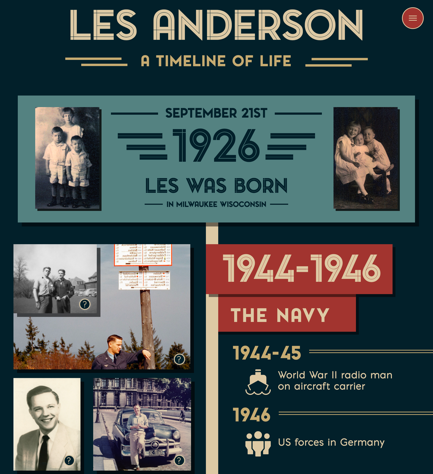 LES ANDERSON
A TIMELINE OF LIFE
SEPTEMBER 21ST
1926
LES WAS BORN
IN MILWAUKEE WISOCONSIN
1944-1946
THE NAVY
1944-45
World War II radio man
on aircraft carrier
1946
US forces in Germany
?
?
?
?